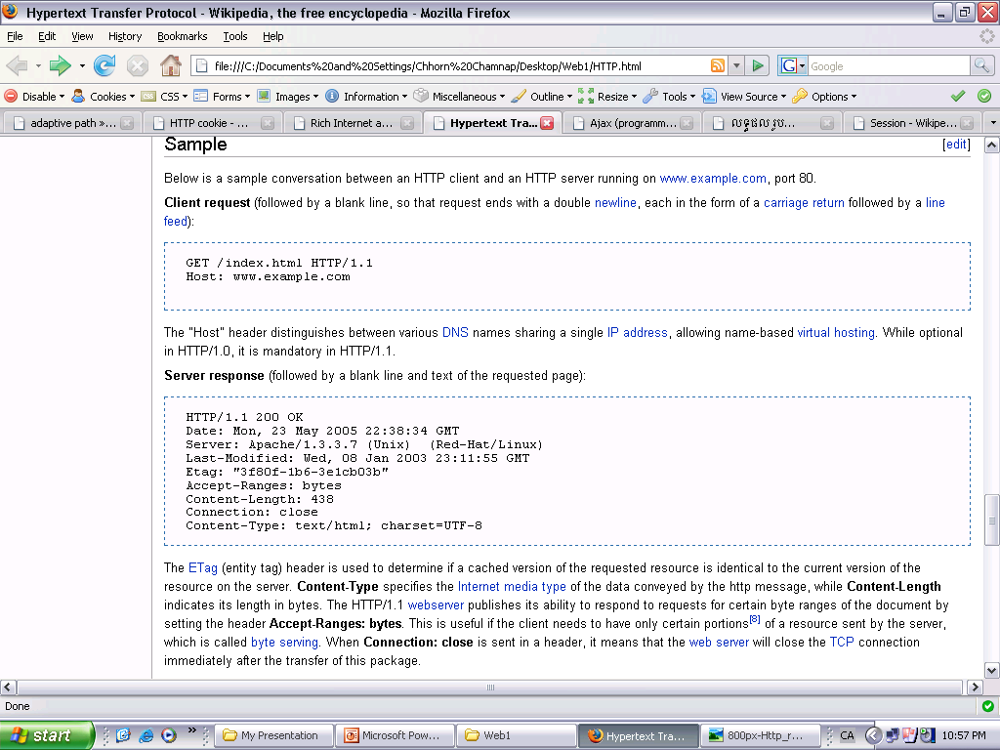 Hypertext Transfer Protocol - Wikipedia, the free encyclopedia - Mozilla Firefox
File Edit View History Bookmarks Tools Help
file:///C:/Documents%20and%20Settings/Chhorn%20Chamnap/Desktop/Web1/HTTP.html
G Google
Disable Cookies CSS Forms Images Information Miscellaneous Outline Resize Tools View Source Options
adaptive path »... HTTP cookie - ... Rich Internet a... Hypertext Tra... Ajax (programm... Session - Wikipe...
Sample [edit]
Below is a sample conversation between an HTTP client and an HTTP server running on www.example.com, port 80.
Client request (followed by a blank line, so that request ends with a double newline, each in the form of a carriage return followed by a line
feed):
GET /index.html HTTP/1.1
Host: www.example.com
The "Host" header distinguishes between various DNS names sharing a single IP address, allowing name-based virtual hosting. While optional
in HTTP/1.0, it is mandatory in HTTP/1.1.
Server response (followed by a blank line and text of the requested page):
HTTP/1.1 200 OK
Date: Mon, 23 May 2005 22:38:34 GMT
Server: Apache/1.3.3.7 (Unix)  (Red-Hat/Linux)
Last-Modified: Wed, 08 Jan 2003 23:11:55 GMT
Etag: "3f80f-1b6-3e1cb03b"
Accept-Ranges: bytes
Content-Length: 438
Connection: close
Content-Type: text/html; charset=UTF-8
The ETag (entity tag) header is used to determine if a cached version of the requested resource is identical to the current version of the
resource on the server. Content-Type specifies the Internet media type of the data conveyed by the http message, while Content-Length
indicates its length in bytes. The HTTP/1.1 webserver publishes its ability to respond to requests for certain byte ranges of the document by
setting the header Accept-Ranges: bytes. This is useful if the client needs to have only certain portions[8] of a resource sent by the server,
which is called byte serving. When Connection: close is sent in a header, it means that the web server will close the TCP connection
immediately after the transfer of this package.
Done
start » My Presentation Microsoft Pow... Web1 Hypertext Tra... 800px-Http_r... CA 10:57 PM